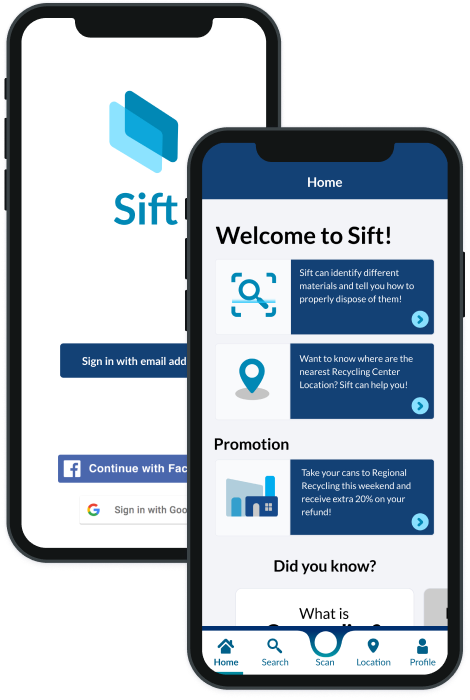 Sift
Sign in with email add
Continue with Fac
Sign in with Goo
Home
Welcome to Sift!
Sift can identify different
materials and tell you how to
properly dispose of them!
Want to know where are the
nearest Recycling Center
Location? Sift can help you!
Promotion
Take your cans to Regional
Recycling this weekend and
receive extra 20% on your
refund!
Did you know?
What is
Home Search Scan Location Profile